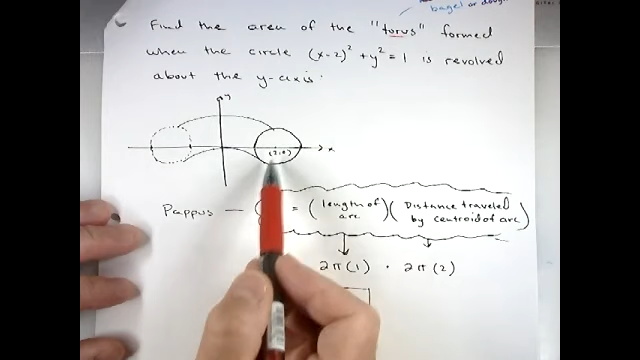 bagel or dough
Find the area of the "torus" formed
when the circle (x-2)² + y² = 1 is revolved
about the y-axis.
y
x
(2,0)
Pappus — ( = (length of arc) (Distance traveled by centroid of arc)
2π(1) · 2π(2)